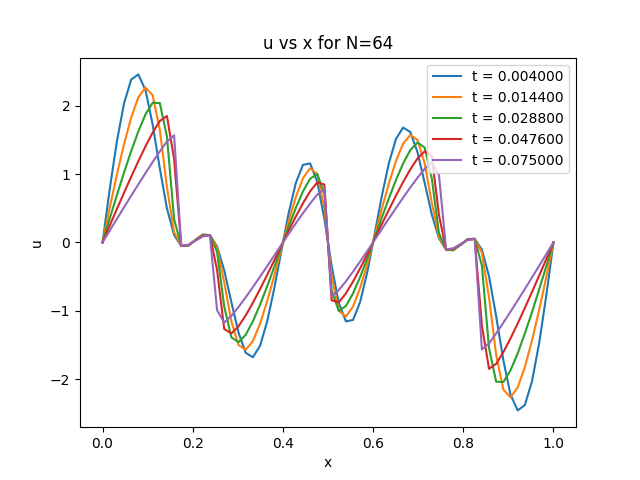 u vs x for N=64
t = 0.004000
t = 0.014400
t = 0.028800
t = 0.047600
t = 0.075000
2
1
0
−1
−2
u
0.0 0.2 0.4 0.6 0.8 1.0
x